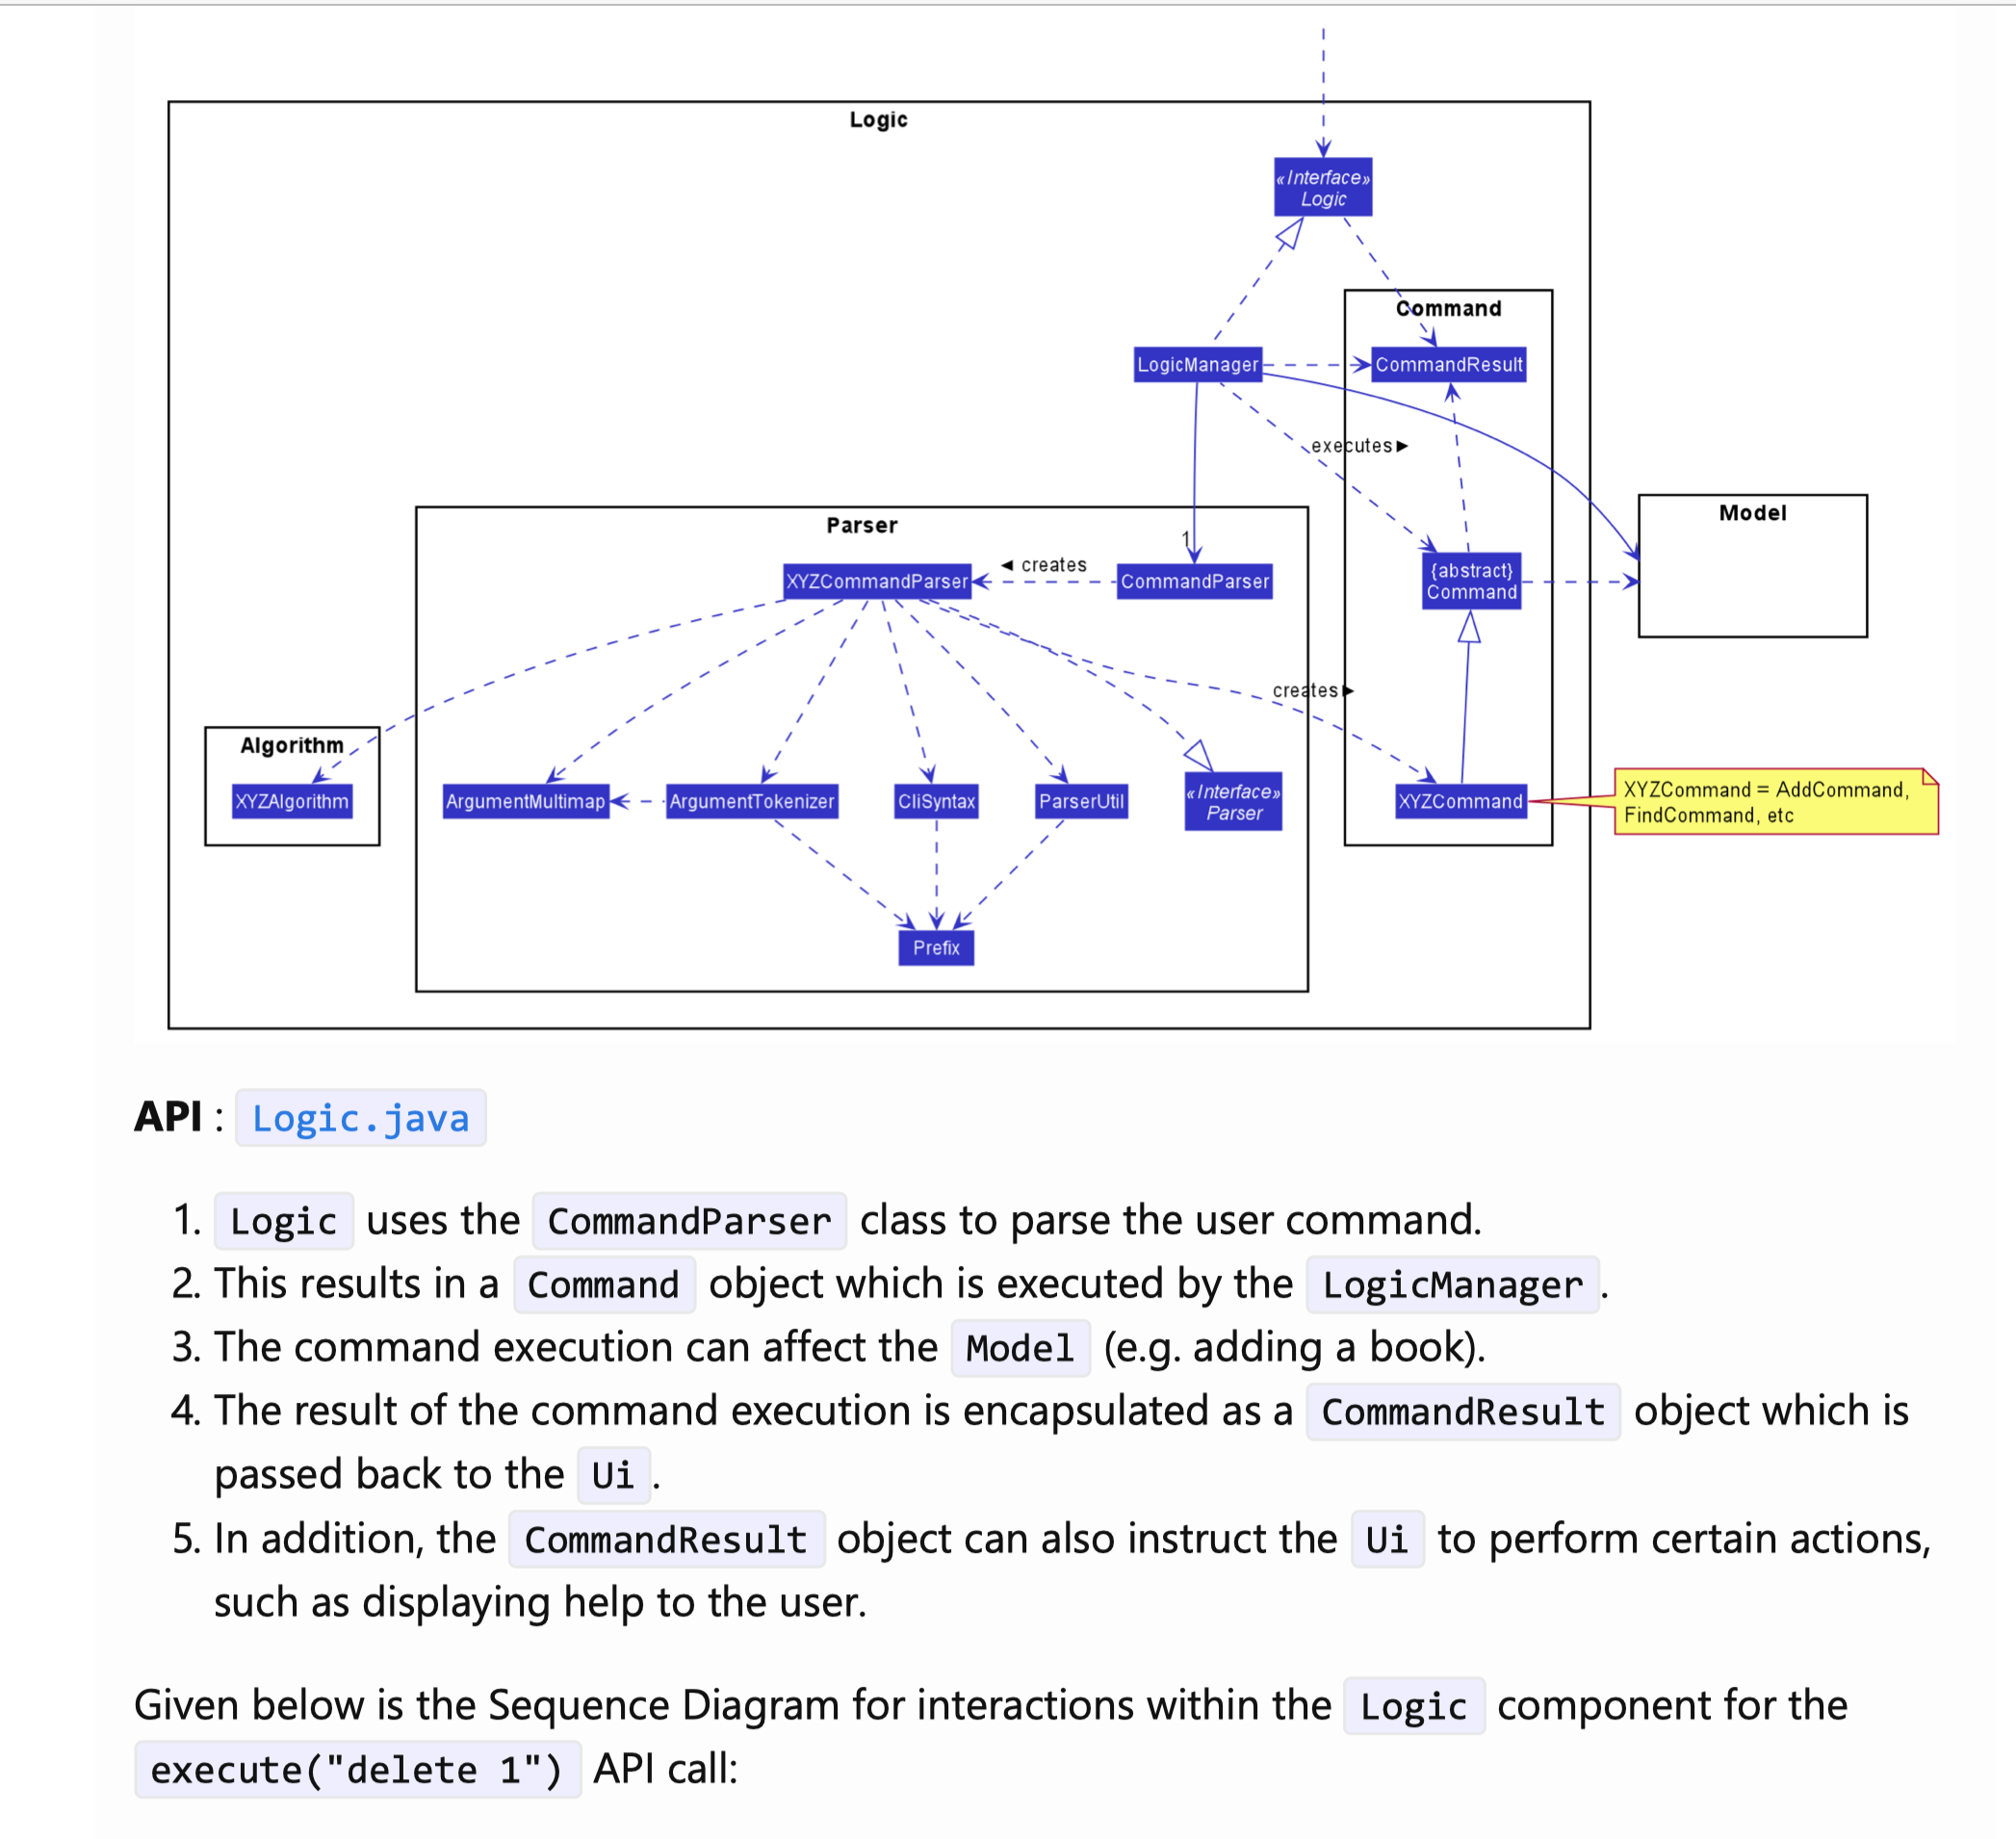 Logic
«Interface»
Logic
Command
LogicManager
CommandResult
executes ►
Model
Parser
1
XYZCommandParser
◄ creates
CommandParser
{abstract}
Command
creates ►
Algorithm
XYZAlgorithm
ArgumentMultimap
ArgumentTokenizer
CliSyntax
ParserUtil
«Interface»
Parser
XYZCommand
XYZCommand = AddCommand,
FindCommand, etc
Prefix
API : Logic.java
1. Logic uses the CommandParser class to parse the user command.
2. This results in a Command object which is executed by the LogicManager.
3. The command execution can affect the Model (e.g. adding a book).
4. The result of the command execution is encapsulated as a CommandResult object which is
passed back to the Ui.
5. In addition, the CommandResult object can also instruct the Ui to perform certain actions,
such as displaying help to the user.
Given below is the Sequence Diagram for interactions within the Logic component for the
execute("delete 1") API call: